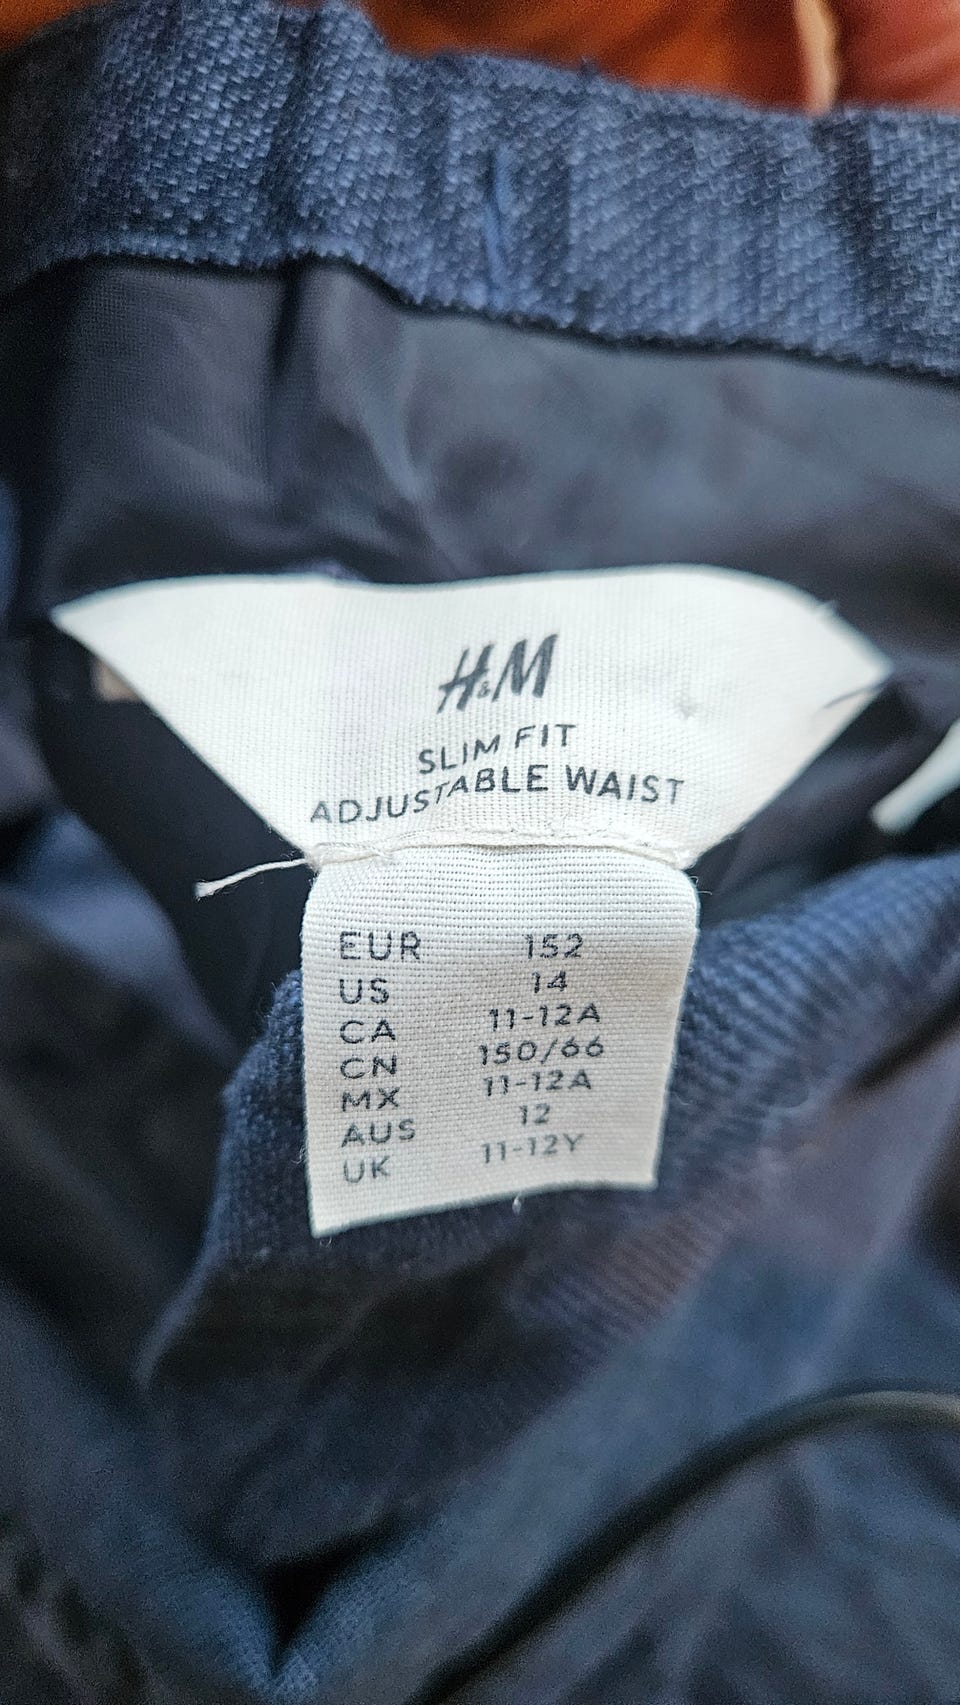 H&M
SLIM FIT
ADJUSTABLE WAIST
EUR 152
US 14
CA 11-12A
CN 150/66
MX 11-12A
AUS 12
UK 11-12Y